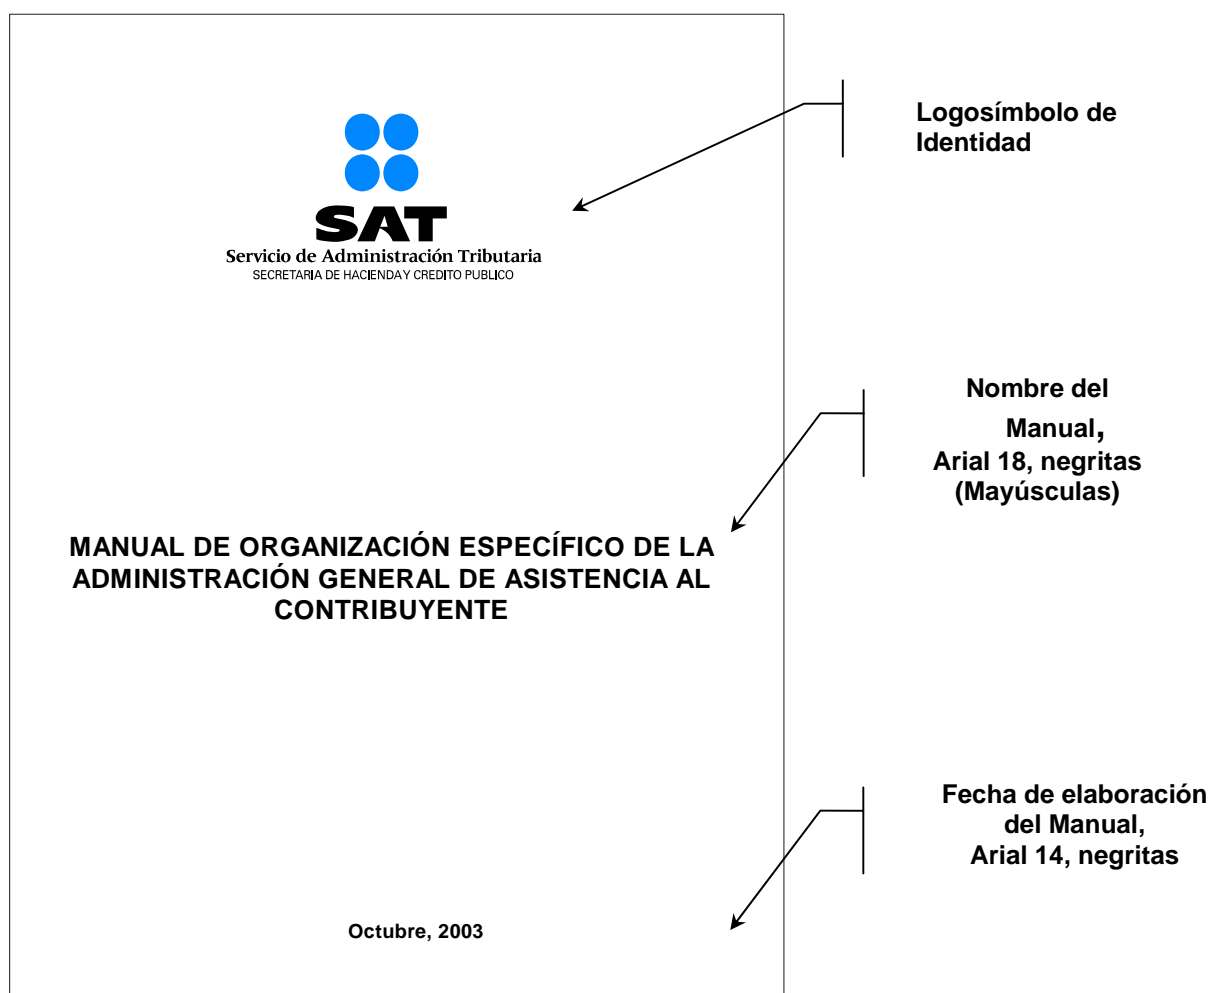 SAT
Servicio de Administración Tributaria
SECRETARIA DE HACIENDA Y CREDITO PUBLICO
Logosímbolo de
Identidad
Nombre del
Manual,
Arial 18, negritas
(Mayúsculas)
MANUAL DE ORGANIZACIÓN ESPECÍFICO DE LA
ADMINISTRACIÓN GENERAL DE ASISTENCIA AL
CONTRIBUYENTE
Fecha de elaboración
del Manual,
Arial 14, negritas
Octubre, 2003